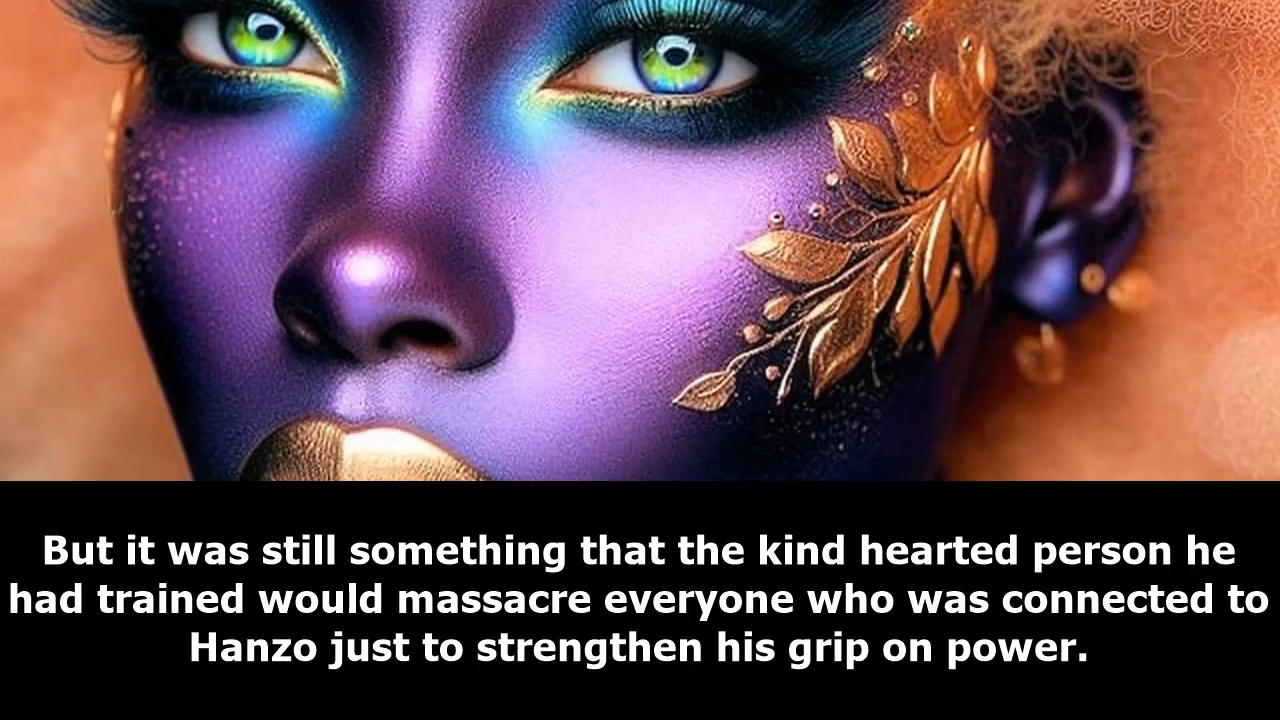 But it was still something that the kind hearted person he
had trained would massacre everyone who was connected to
Hanzo just to strengthen his grip on power.